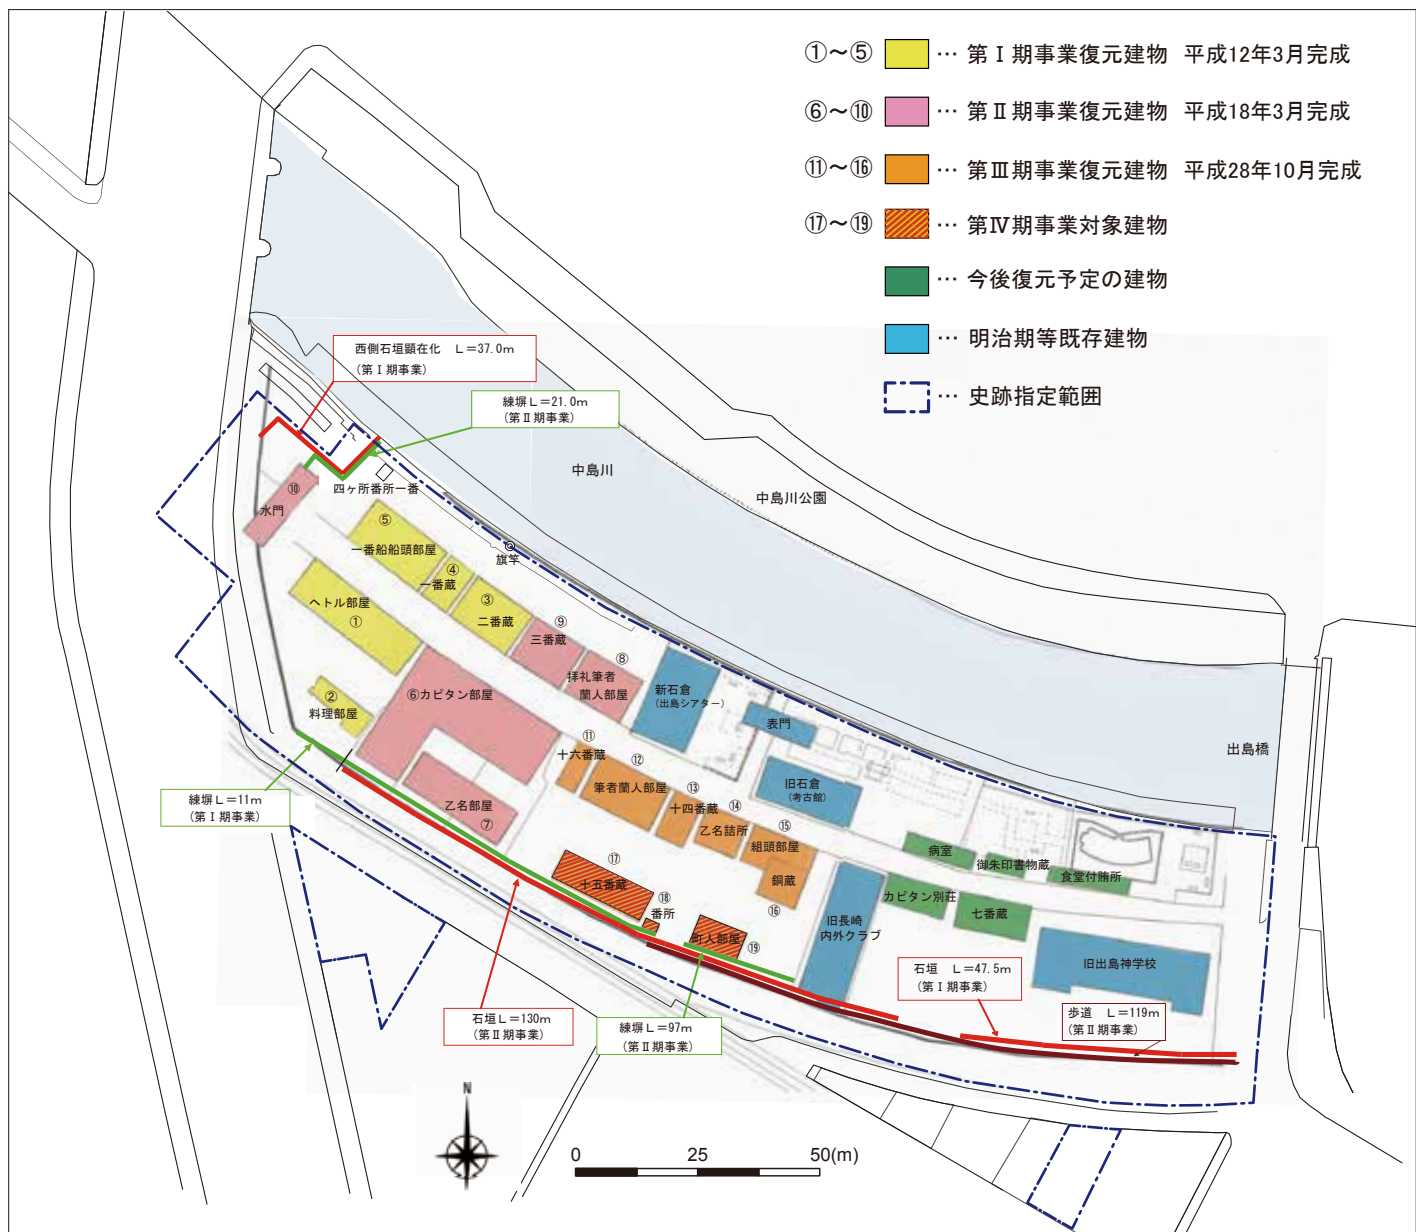 ①～⑤ … 第Ⅰ期事業復元建物 平成12年3月完成
⑥～⑩ … 第Ⅱ期事業復元建物 平成18年3月完成
⑪～⑯ … 第Ⅲ期事業復元建物 平成28年10月完成
⑰～⑲ … 第Ⅳ期事業対象建物
… 今後復元予定の建物
… 明治期等既存建物
… 史跡指定範囲
西側石垣顕在化 L＝37.0m
(第Ⅰ期事業)
練塀L＝21.0m
(第Ⅱ期事業)
中島川
中島川公園
出島橋
四ヶ所番所一番
⑩
水門
⑤
一番船船頭部屋
旗竿
④
一番蔵
③
二番蔵
ヘトル部屋
①
⑨
三番蔵
⑧
拝礼筆者
蘭人部屋
新石倉
(出島シアター)
表門
②
料理部屋
⑥カピタン部屋
⑪
十六番蔵
⑫
筆者蘭人部屋
⑬
十四番蔵
⑭
乙名詰所
⑮
組頭部屋
銅蔵
⑯
旧石倉
(考古館)
乙名部屋
⑦
病室
御朱印書物蔵
食堂付賄所
カピタン別荘
七番蔵
⑰
十五番蔵
⑱
番所
町人部屋
⑲
旧長崎
内外クラブ
旧出島神学校
練塀L＝11m
(第Ⅰ期事業)
石垣L＝130m
(第Ⅱ期事業)
練塀L＝97m
(第Ⅱ期事業)
石垣 L＝47.5m
(第Ⅰ期事業)
歩道 L＝119m
(第Ⅱ期事業)
N
0 25 50(m)